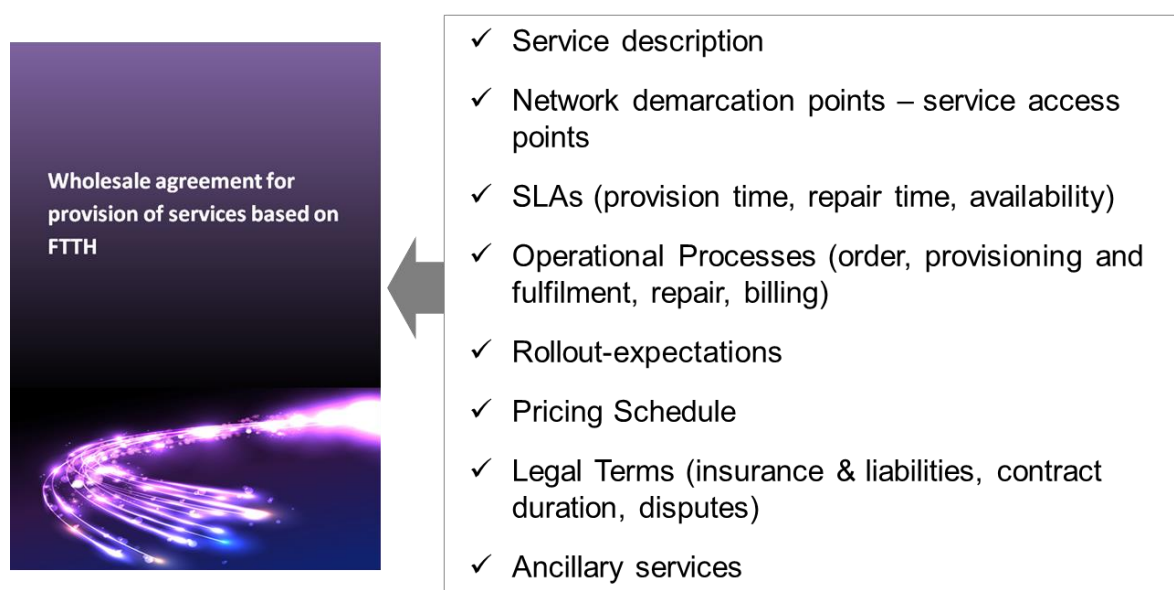 Wholesale agreement for
provision of services based on
FTTH
✓ Service description
✓ Network demarcation points – service access
points
✓ SLAs (provision time, repair time, availability)
✓ Operational Processes (order, provisioning and
fulfilment, repair, billing)
✓ Rollout-expectations
✓ Pricing Schedule
✓ Legal Terms (insurance & liabilities, contract
duration, disputes)
✓ Ancillary services